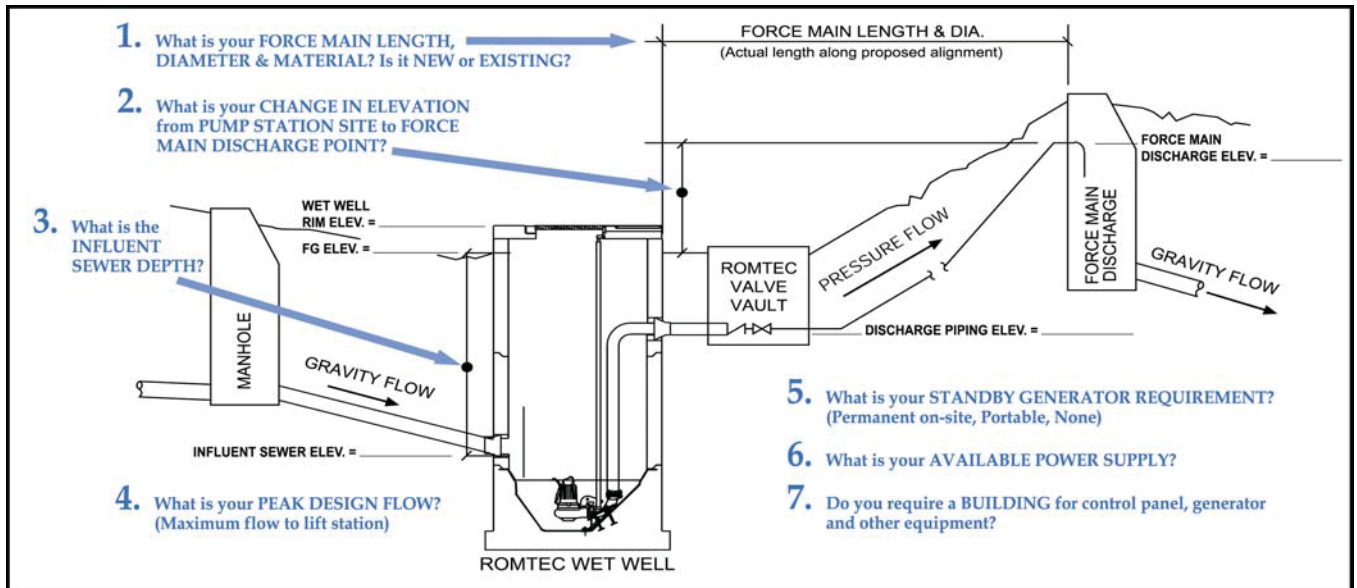 1. What is your FORCE MAIN LENGTH,
DIAMETER & MATERIAL? Is it NEW or EXISTING?
FORCE MAIN LENGTH & DIA.
(Actual length along proposed alignment)
2. What is your CHANGE IN ELEVATION
from PUMP STATION SITE to FORCE
MAIN DISCHARGE POINT?
FORCE MAIN
DISCHARGE ELEV. =
3. What is the
INFLUENT
SEWER DEPTH?
WET WELL
RIM ELEV. =
FG ELEV. =
MANHOLE
GRAVITY FLOW
INFLUENT SEWER ELEV. =
ROMTEC
VALVE
VAULT
PRESSURE FLOW
FORCE MAIN
DISCHARGE
GRAVITY FLOW
DISCHARGE PIPING ELEV. =
4. What is your PEAK DESIGN FLOW?
(Maximum flow to lift station)
ROMTEC WET WELL
5. What is your STANDBY GENERATOR REQUIREMENT?
(Permanent on-site, Portable, None)
6. What is your AVAILABLE POWER SUPPLY?
7. Do you require a BUILDING for control panel, generator
and other equipment?